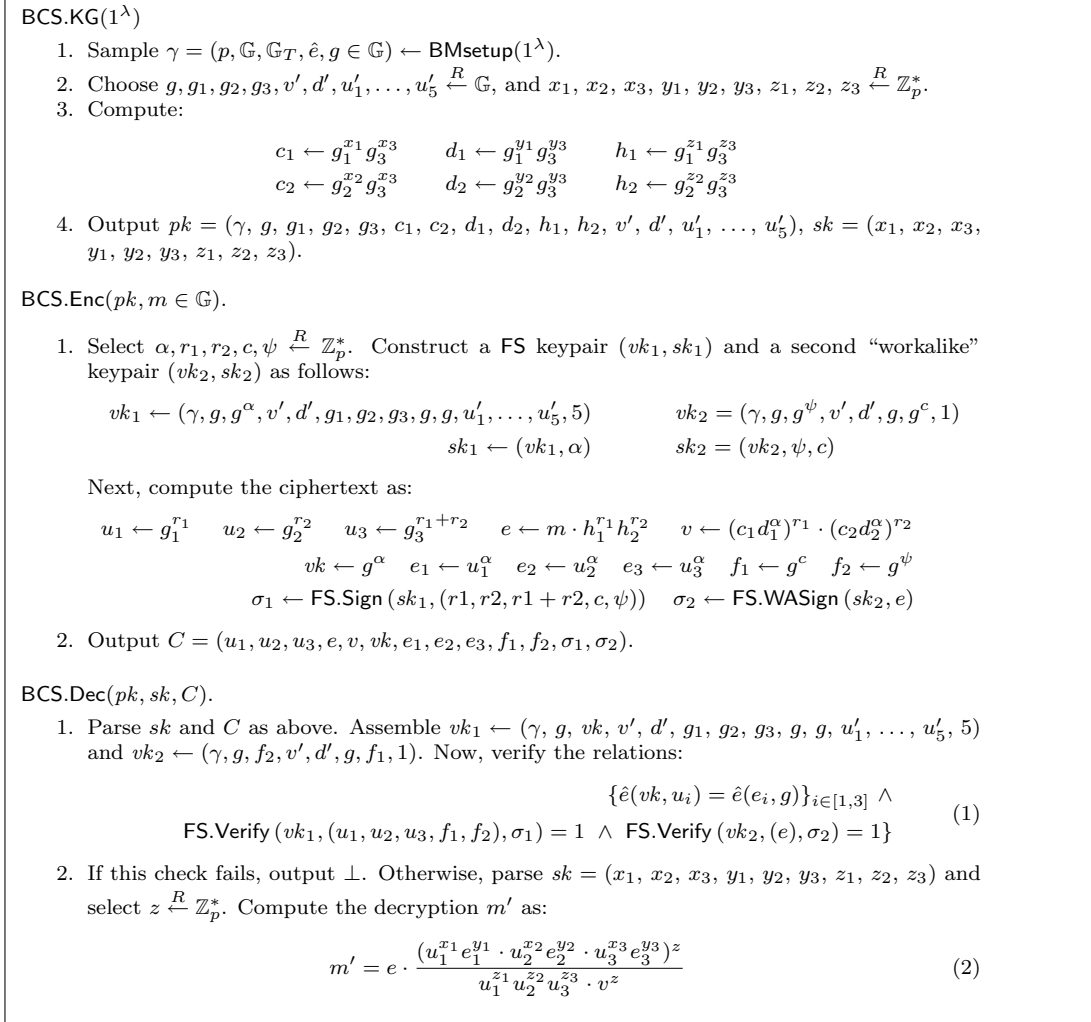 BCS.KG(1^λ)
1. Sample γ = (p, 𝔾, 𝔾_T, ê, g ∈ 𝔾) ← BMsetup(1^λ).
2. Choose g, g_1, g_2, g_3, v′, d′, u′_1, . . . , u′_5 ←^R 𝔾, and x_1, x_2, x_3, y_1, y_2, y_3, z_1, z_2, z_3 ←^R ℤ*_p.
3. Compute:
c_1 ← g_1^{x_1} g_3^{x_3} d_1 ← g_1^{y_1} g_3^{y_3} h_1 ← g_1^{z_1} g_3^{z_3}
c_2 ← g_2^{x_2} g_3^{x_3} d_2 ← g_2^{y_2} g_3^{y_3} h_2 ← g_2^{z_2} g_3^{z_3}
4. Output pk = (γ, g, g_1, g_2, g_3, c_1, c_2, d_1, d_2, h_1, h_2, v′, d′, u′_1, . . . , u′_5), sk = (x_1, x_2, x_3,
y_1, y_2, y_3, z_1, z_2, z_3).
BCS.Enc(pk, m ∈ 𝔾).
1. Select α, r_1, r_2, c, ψ ←^R ℤ*_p. Construct a FS keypair (vk_1, sk_1) and a second “workalike”
keypair (vk_2, sk_2) as follows:
vk_1 ← (γ, g, g^α, v′, d′, g_1, g_2, g_3, g, g, u′_1, . . . , u′_5, 5) vk_2 = (γ, g, g^ψ, v′, d′, g, g^c, 1)
sk_1 ← (vk_1, α) sk_2 = (vk_2, ψ, c)
Next, compute the ciphertext as:
u_1 ← g_1^{r_1} u_2 ← g_2^{r_2} u_3 ← g_3^{r_1+r_2} e ← m · h_1^{r_1} h_2^{r_2} v ← (c_1 d_1^α)^{r_1} · (c_2 d_2^α)^{r_2}
vk ← g^α e_1 ← u_1^α e_2 ← u_2^α e_3 ← u_3^α f_1 ← g^c f_2 ← g^ψ
σ_1 ← FS.Sign (sk_1, (r1, r2, r1 + r2, c, ψ)) σ_2 ← FS.WASign (sk_2, e)
2. Output C = (u_1, u_2, u_3, e, v, vk, e_1, e_2, e_3, f_1, f_2, σ_1, σ_2).
BCS.Dec(pk, sk, C).
1. Parse sk and C as above. Assemble vk_1 ← (γ, g, vk, v′, d′, g_1, g_2, g_3, g, g, u′_1, . . . , u′_5, 5)
and vk_2 ← (γ, g, f_2, v′, d′, g, f_1, 1). Now, verify the relations:
{ê(vk, u_i) = ê(e_i, g)}_{i∈[1,3]} ∧
FS.Verify (vk_1, (u_1, u_2, u_3, f_1, f_2), σ_1) = 1 ∧ FS.Verify (vk_2, (e), σ_2) = 1} (1)
2. If this check fails, output ⊥. Otherwise, parse sk = (x_1, x_2, x_3, y_1, y_2, y_3, z_1, z_2, z_3) and
select z ←^R ℤ*_p. Compute the decryption m′ as:
m′ = e · (u_1^{x_1} e_1^{y_1} · u_2^{x_2} e_2^{y_2} · u_3^{x_3} e_3^{y_3})^z / u_1^{z_1} u_2^{z_2} u_3^{z_3} · v^z (2)